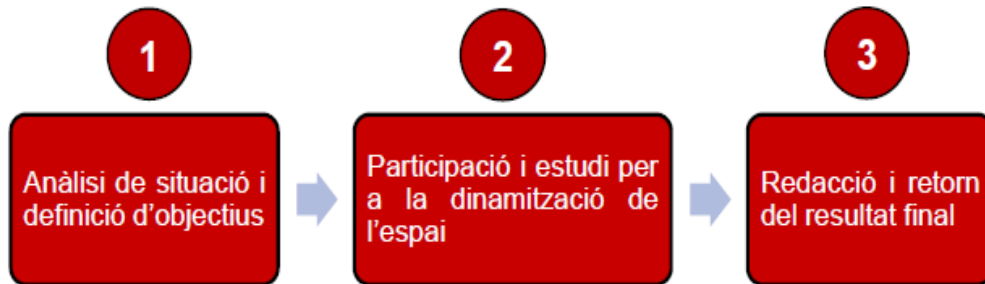 1
2
3
Anàlisi de situació i
definició d'objectius
Participació i estudi per
a la dinamització de
l'espai
Redacció i retorn
del resultat final